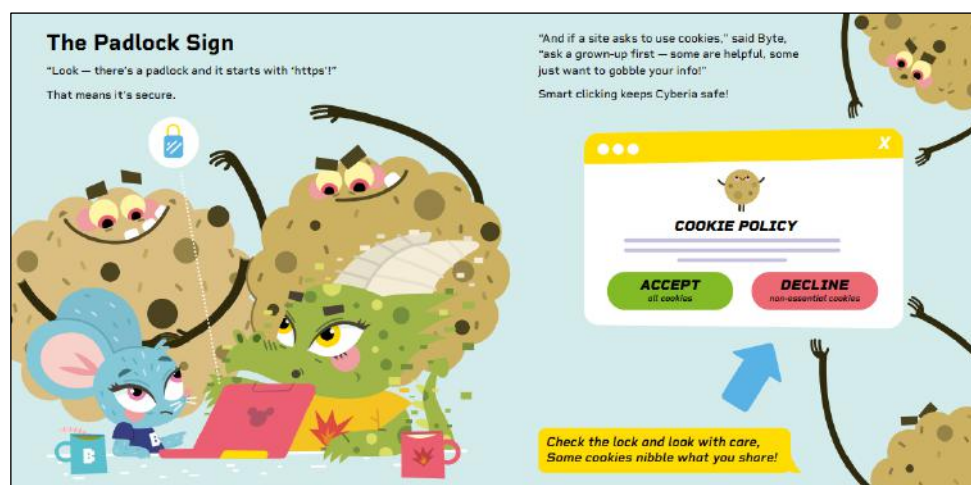 The Padlock Sign
“Look — there’s a padlock and it starts with ‘https’!”
That means it’s secure.
“And if a site asks to use cookies,” said Byte,
“ask a grown-up first — some are helpful, some
just want to gobble your info!”
Smart clicking keeps Cyberia safe!
X
COOKIE POLICY
ACCEPT
all cookies
DECLINE
non-essential cookies
B
B
Check the lock and look with care,
Some cookies nibble what you share!